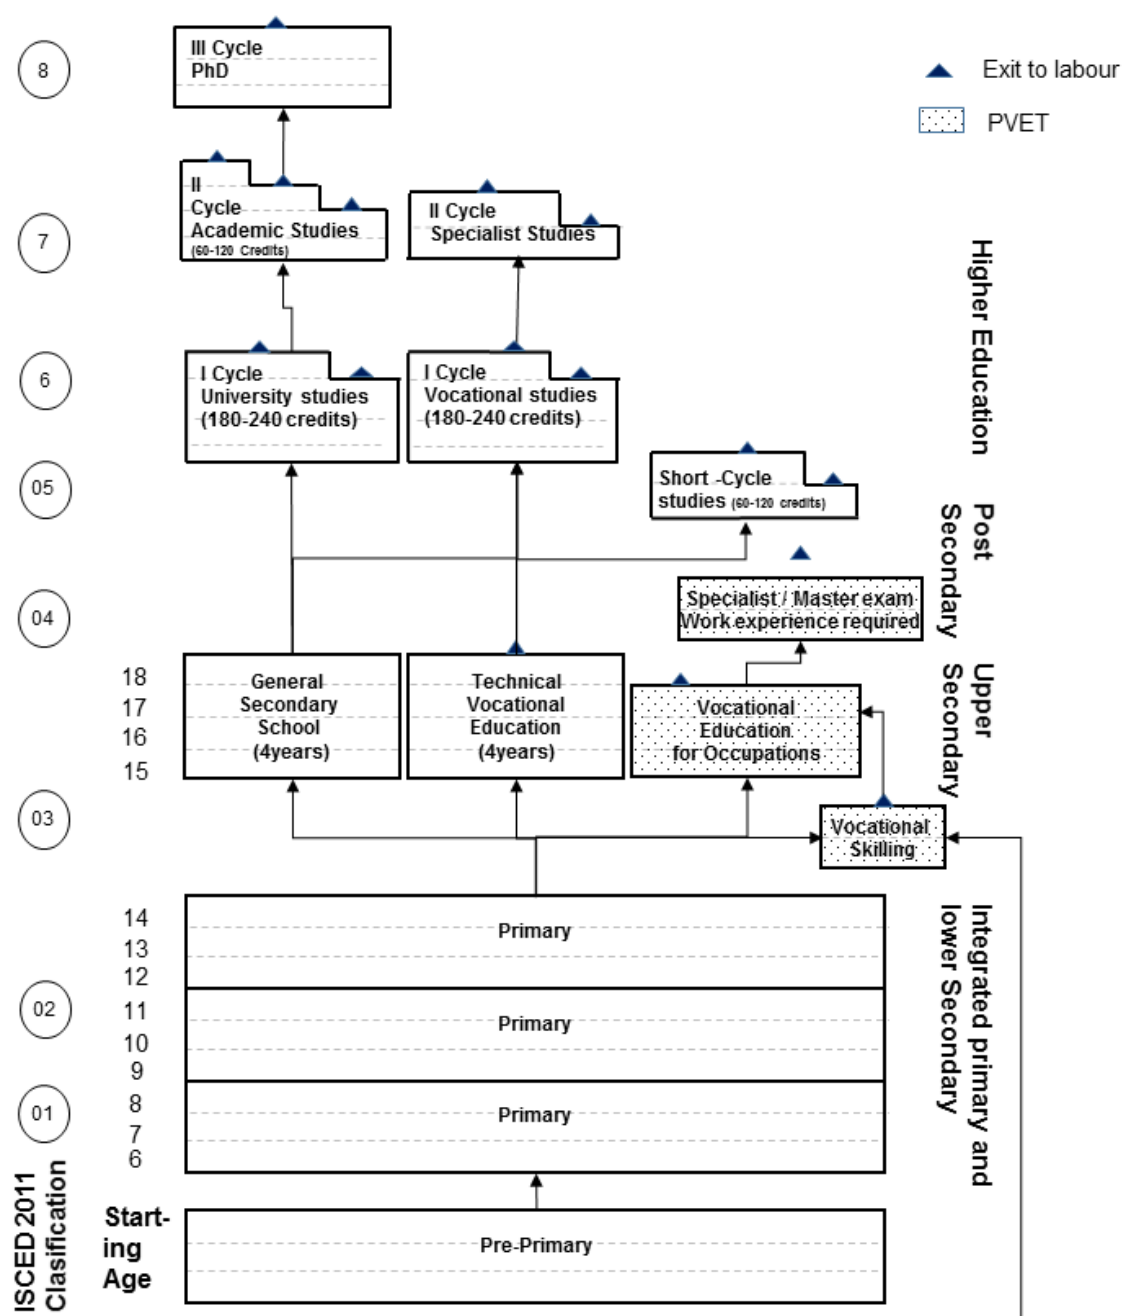 8
III Cycle
PhD
Exit to labour
PVET
7
II
Cycle
Academic Studies
(60-120 Credits)
II Cycle
Specialist Studies
Higher Education
6
I Cycle
University studies
(180-240 credits)
I Cycle
Vocational studies
(180-240 credits)
05
Short -Cycle
studies (60-120 credits)
Post
Secondary
04
Specialist / Master exam
Work experience required
18
17
16
15
General
Secondary
School
(4years)
Technical
Vocational
Education
(4years)
Vocational
Education
for Occupations
Upper
Secondary
03
Vocational
Skilling
14
13
12
Primary
02
11
10
9
Primary
01
8
7
6
Primary
Integrated primary and
lower Secondary
ISCED 2011
Clasification
Start-
ing
Age
Pre-Primary